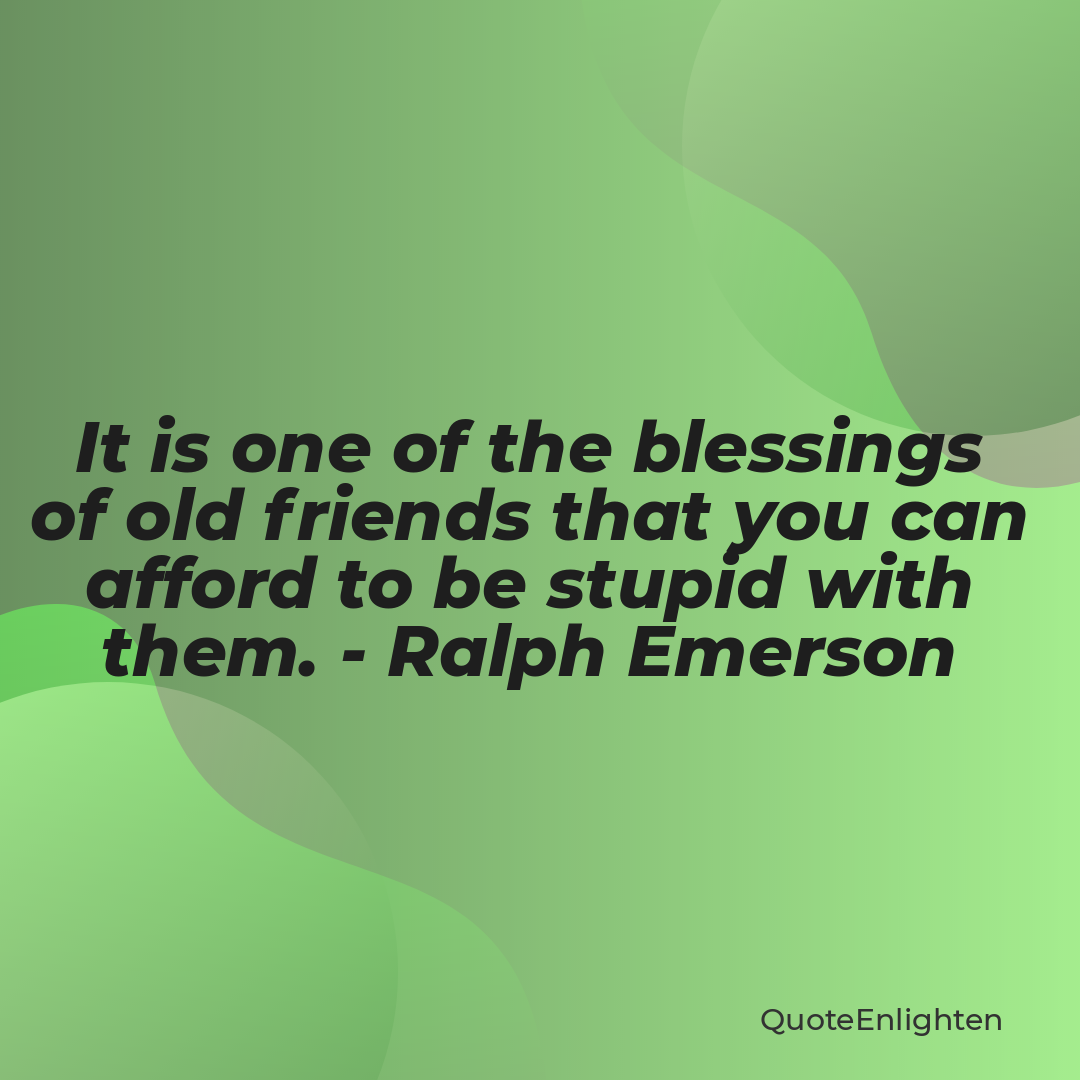 It is one of the blessings
of old friends that you can
afford to be stupid with
them. - Ralph Emerson
QuoteEnlighten